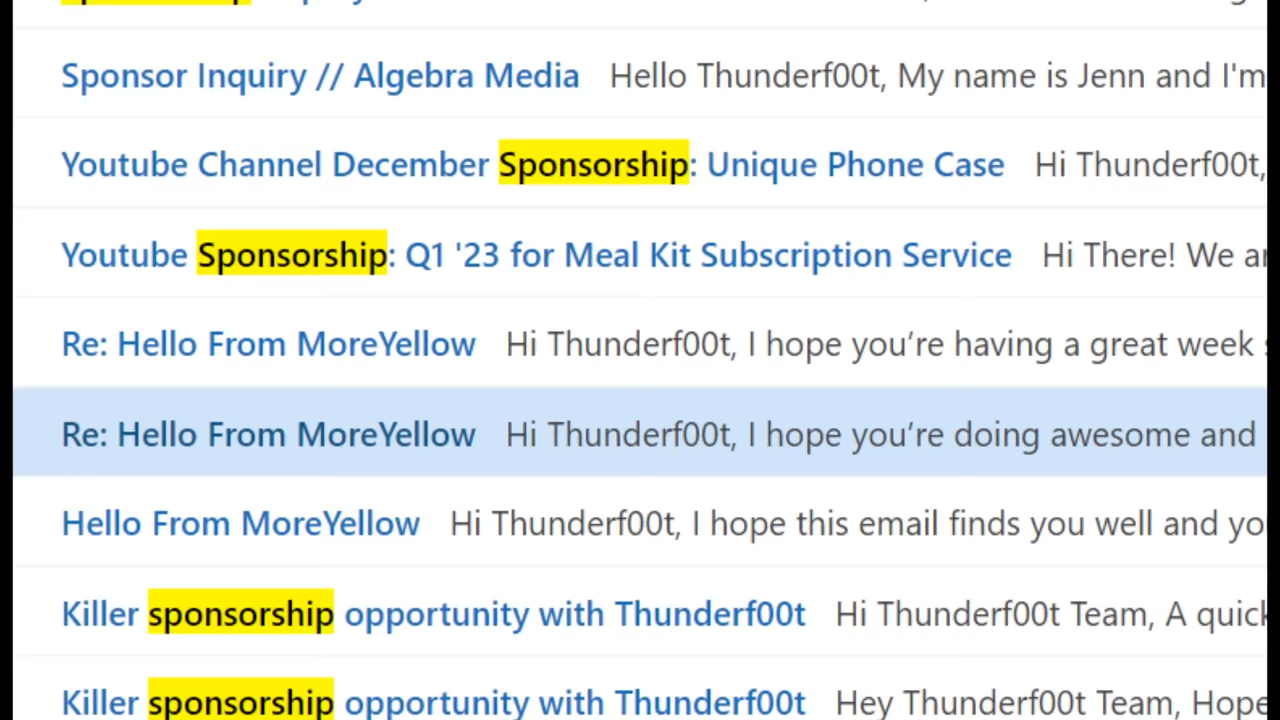 Sponsor Inquiry // Algebra Media Hello Thunderf00t, My name is Jenn and I'm
Youtube Channel December Sponsorship: Unique Phone Case Hi Thunderf00t,
Youtube Sponsorship: Q1 '23 for Meal Kit Subscription Service Hi There! We
Re: Hello From MoreYellow Hi Thunderf00t, I hope you’re having a great week
Re: Hello From MoreYellow Hi Thunderf00t, I hope you’re doing awesome and
Hello From MoreYellow Hi Thunderf00t, I hope this email finds you well and
Killer sponsorship opportunity with Thunderf00t Hi Thunderf00t Team, A quick
Killer sponsorship opportunity with Thunderf00t Hey Thunderf00t Team, Hope